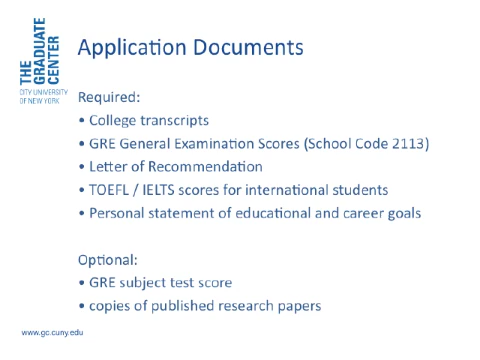 THE
GRADUATE
CENTER
CITY UNIVERSITY
OF NEW YORK
Application Documents
Required:
• College transcripts
• GRE General Examination Scores (School Code 2113)
• Letter of Recommendation
• TOEFL / IELTS scores for international students
• Personal statement of educational and career goals
Optional:
• GRE subject test score
• copies of published research papers
www.gc.cuny.edu